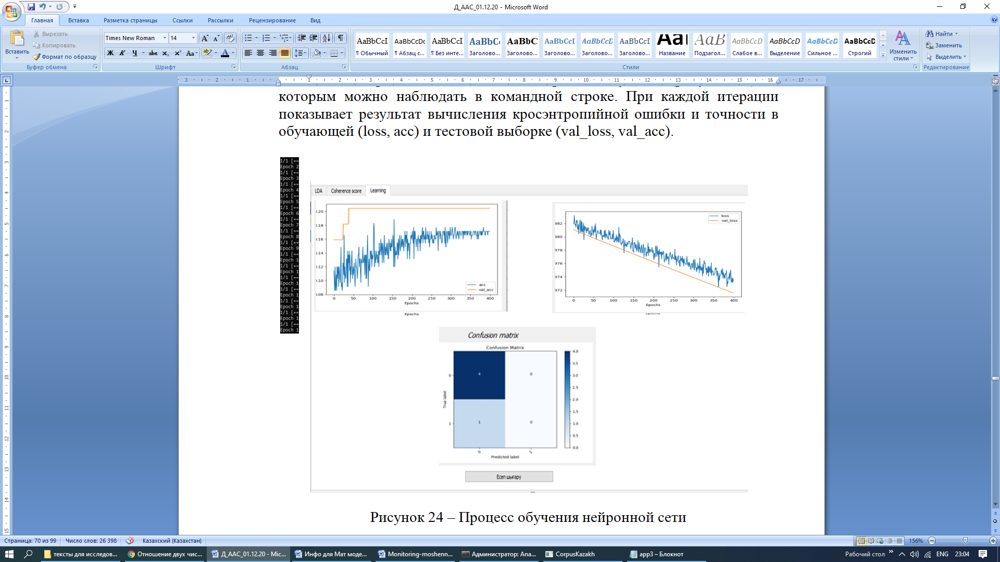 Д_ААС_01.12.20 - Microsoft Word
Главная Вставка Разметка страницы Ссылки Рассылки Рецензирование Вид
Вставить
Вырезать
Копировать
Формат по образцу
Буфер обмена
Times New Roman 14
Ж К Ч abc x₂ x² Aa
Шрифт
Абзац
AaBbCcI AaBbCcDc AaBbCcI AaBbC AaBbC AaBbCcI AaBbCcD AaBbCcI AaI AaB AaBbCcD AaBbCcD AaBbCcD AaBbCcD
¶ Обычный ¶ Абзац с... ¶ Без инте... Заголово... Заголово... Заголово... Заголово... Заголово... Название Подзагол... Слабое в... Выделение Сильное ... Строгий
Стили
Изменить стили
Найти
Заменить
Выделить
Редактирование
3 2 1 1 2 3 4 5 6 7 8 9 10 11 12 13 14 15 16 17
которым можно наблюдать в командной строке. При каждой итерации
показывает результат вычисления кросэнтропийной ошибки и точности в
обучающей (loss, acc) и тестовой выборке (val_loss, val_acc).
1/1 [==
Epoch 2
1/1 [==
Epoch 3
1/1 [==
Epoch 4
1/1 [==
Epoch 5
1/1 [==
Epoch 6
1/1 [==
Epoch 7
1/1 [==
Epoch 8
1/1 [==
Epoch 9
1/1 [==
Epoch 1
1/1 [==
Epoch 1
1/1 [==
Epoch 1
1/1 [==
Epoch 1
1/1 [==
Epoch 1
1/1 [==
Epoch 1
1/1 [==
Epoch 1
LDA Coherence score Learning
0.20
0.18
0.16
0.14
0.12
0.10
0.08
acc
val_acc
0 50 100 150 200 250 300 350 400
Epochs
Epochs
982
980
978
976
974
972
loss
val_loss
0 50 100 150 200 250 300 350 400
Epochs
Confusion matrix
Confusion Matrix
True label
0 4 0
1 1 0
0 1
Predicted label
4.0
3.5
3.0
2.5
2.0
1.5
1.0
0.5
0.0
Есеп шығару
Рисунок 24 – Процесс обучения нейронной сети
Страница: 70 из 99 Число слов: 26 398 Казахский (Казахстан) 156%
тексты для исследов... Отношение двух чис... Д_ААС_01.12.20 - Mic... Инфо для Мат моде... Monitoring-moshenn... Администратор: Ana... CorpusKazakh app3 – Блокнот Рабочий стол ENG 23:04